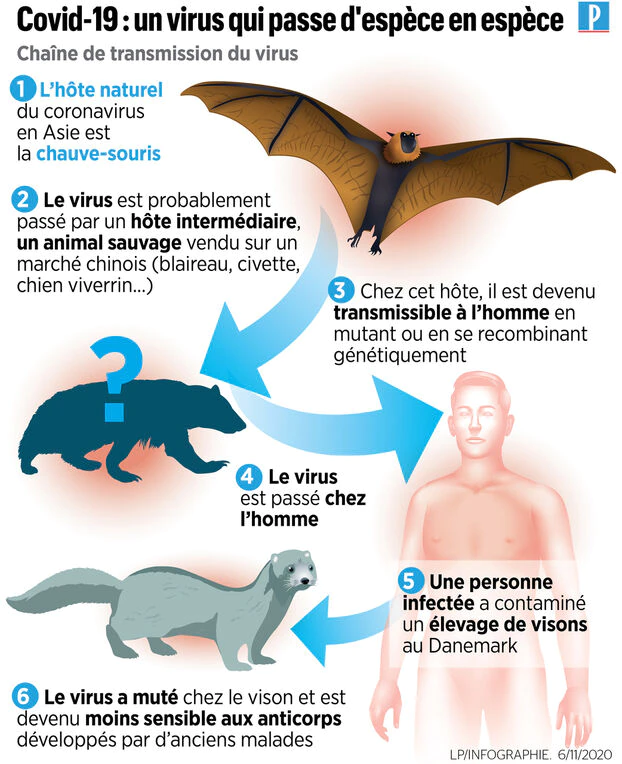 Covid-19 : un virus qui passe d'espèce en espèce P
Chaîne de transmission du virus
1 L'hôte naturel
du coronavirus
en Asie est
la chauve-souris
2 Le virus est probablement
passé par un hôte intermédiaire,
un animal sauvage vendu sur un
marché chinois (blaireau, civette,
chien viverrin...)
3 Chez cet hôte, il est devenu
transmissible à l'homme en
mutant ou en se recombinant
génétiquement
?
4 Le virus
est passé chez
l'homme
5 Une personne
infectée a contaminé
un élevage de visons
au Danemark
6 Le virus a muté chez le vison et est
devenu moins sensible aux anticorps
développés par d'anciens malades
LP/INFOGRAPHIE. 6/11/2020